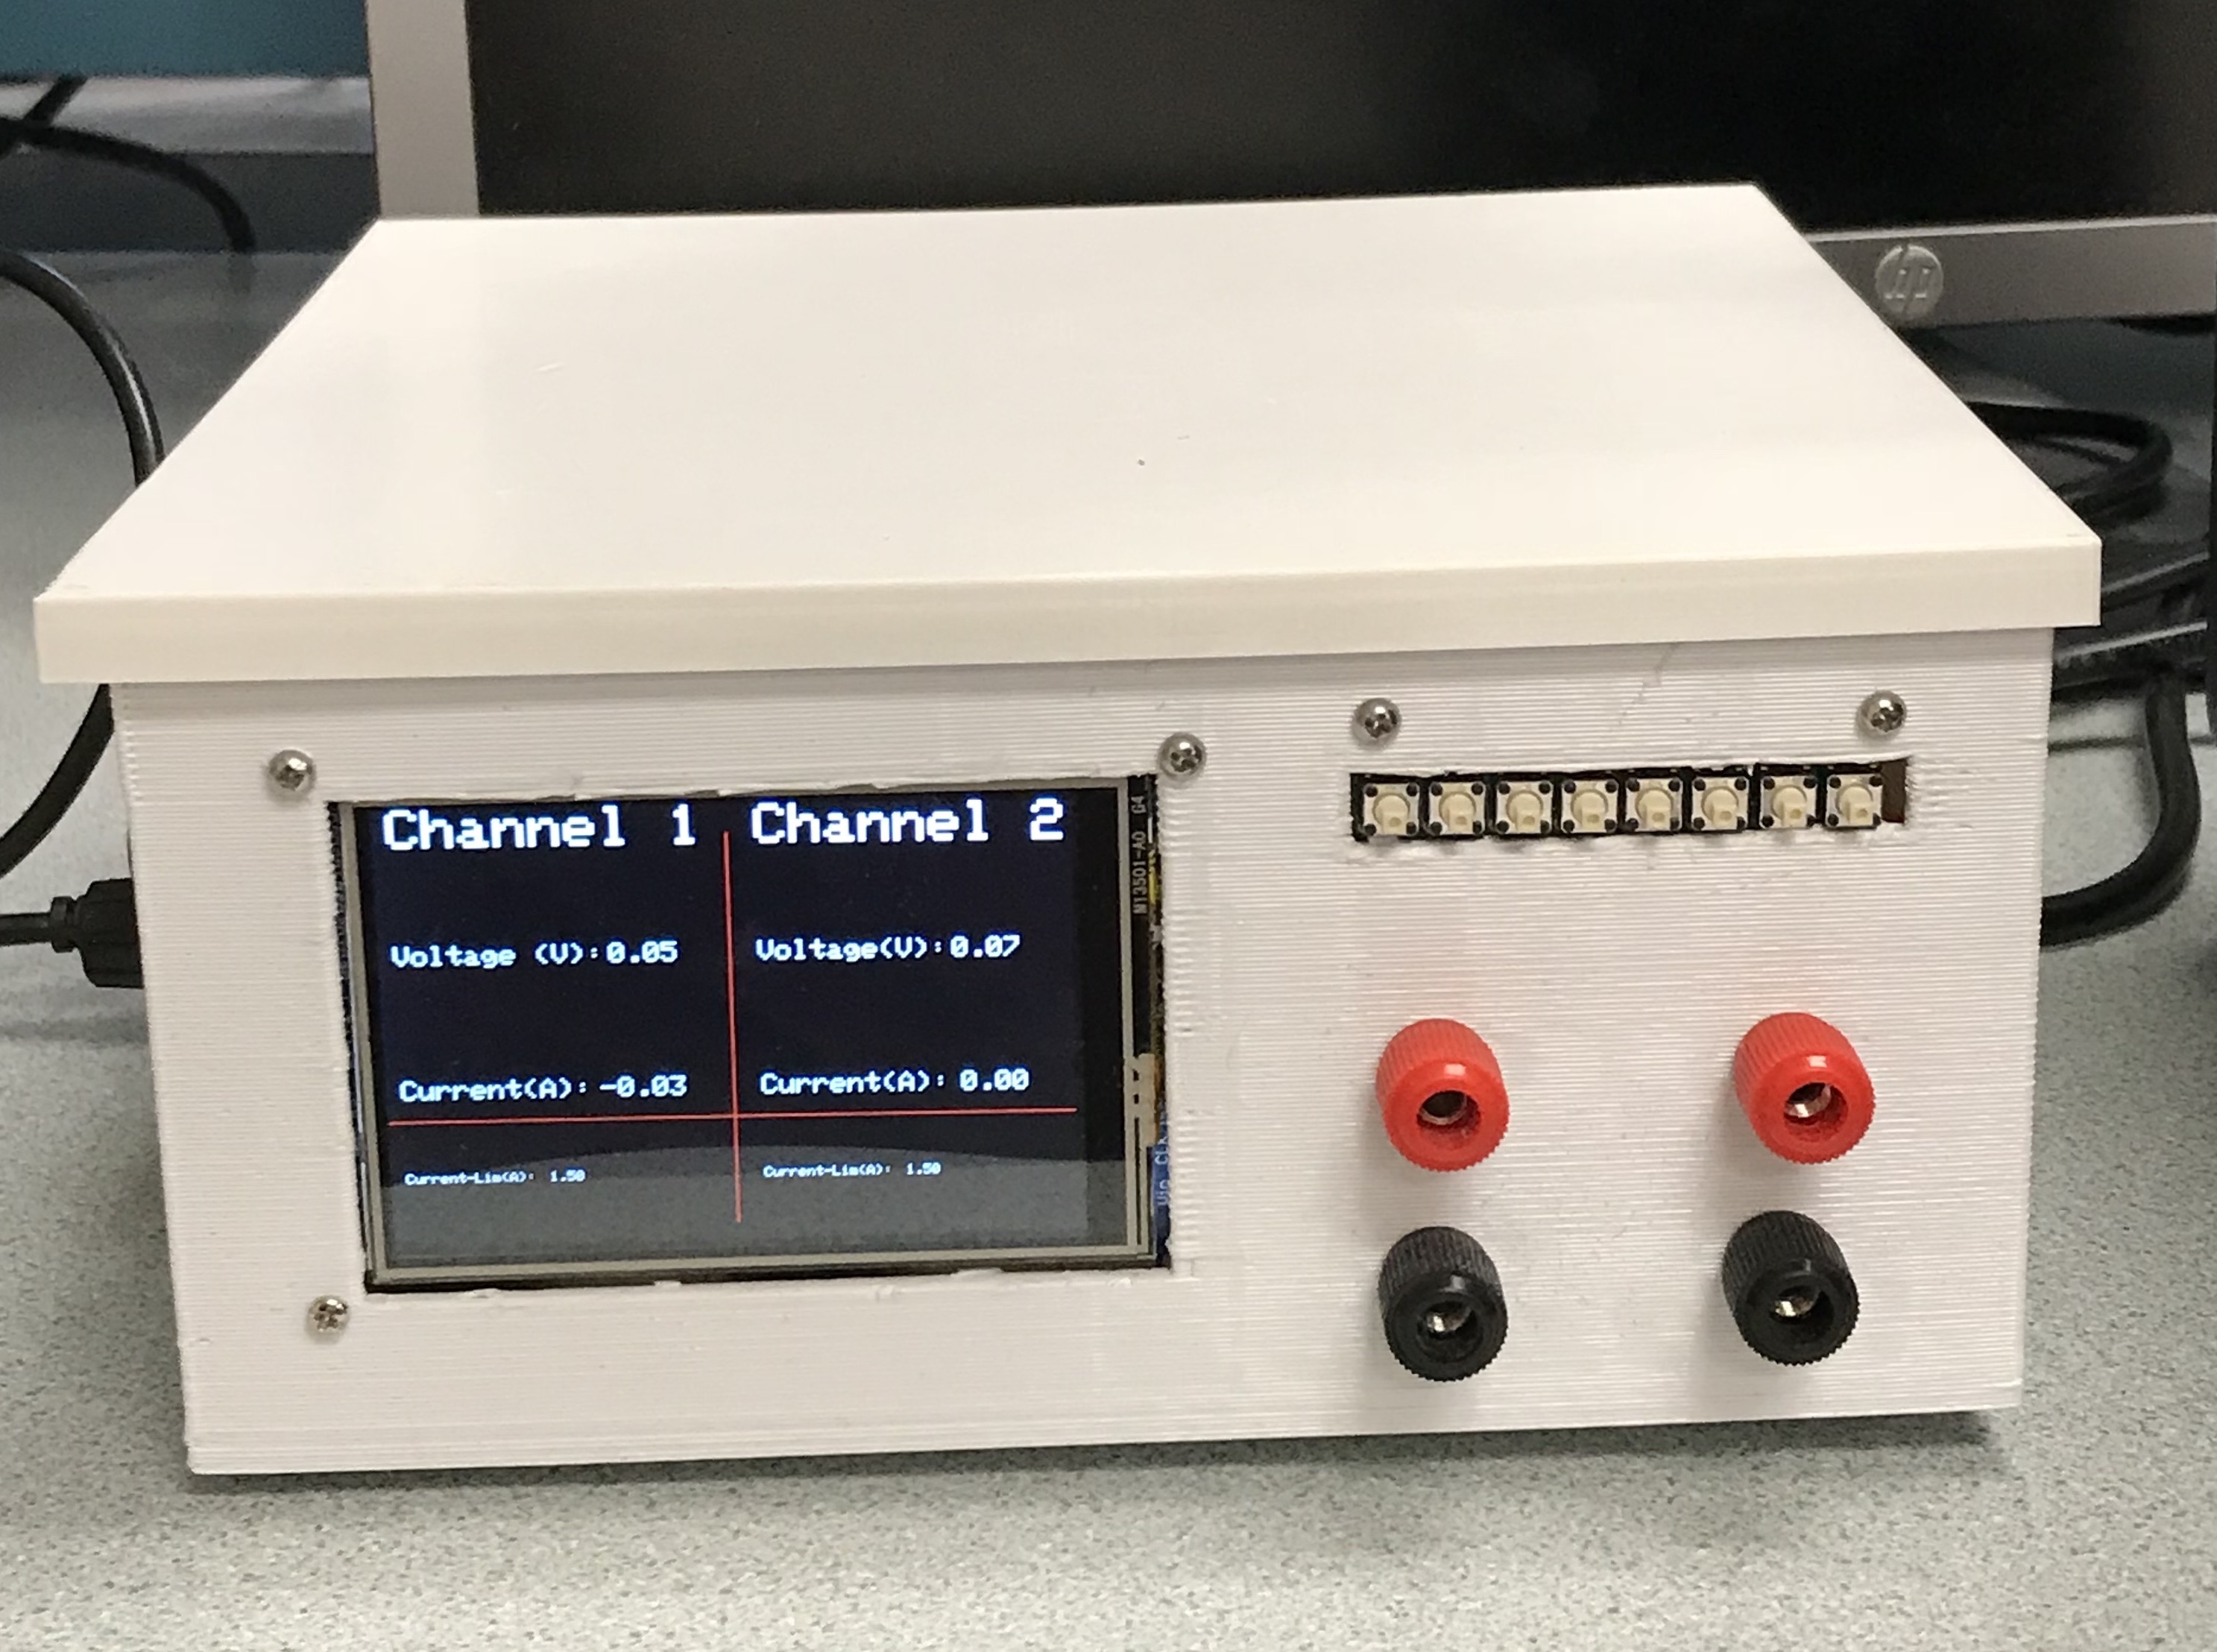 hp
Channel 1
Voltage (V):0.05
Current(A): -0.03
Current-Lim(A): 1.50
Channel 2
Voltage(V):0.07
Current(A): 0.00
Current-Lim(A): 1.50